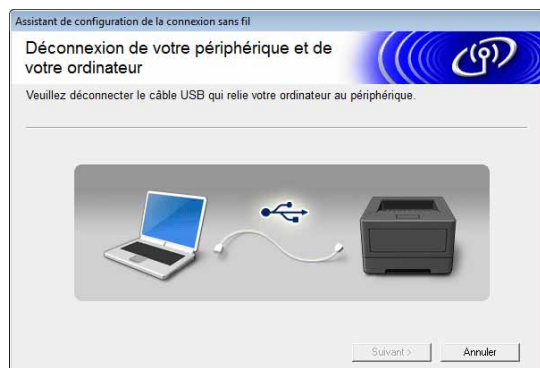 Assistant de configuration de la connexion sans fil
Déconnexion de votre périphérique et de
votre ordinateur
Veuillez déconnecter le câble USB qui relie votre ordinateur au périphérique.
Suivant >
Annuler